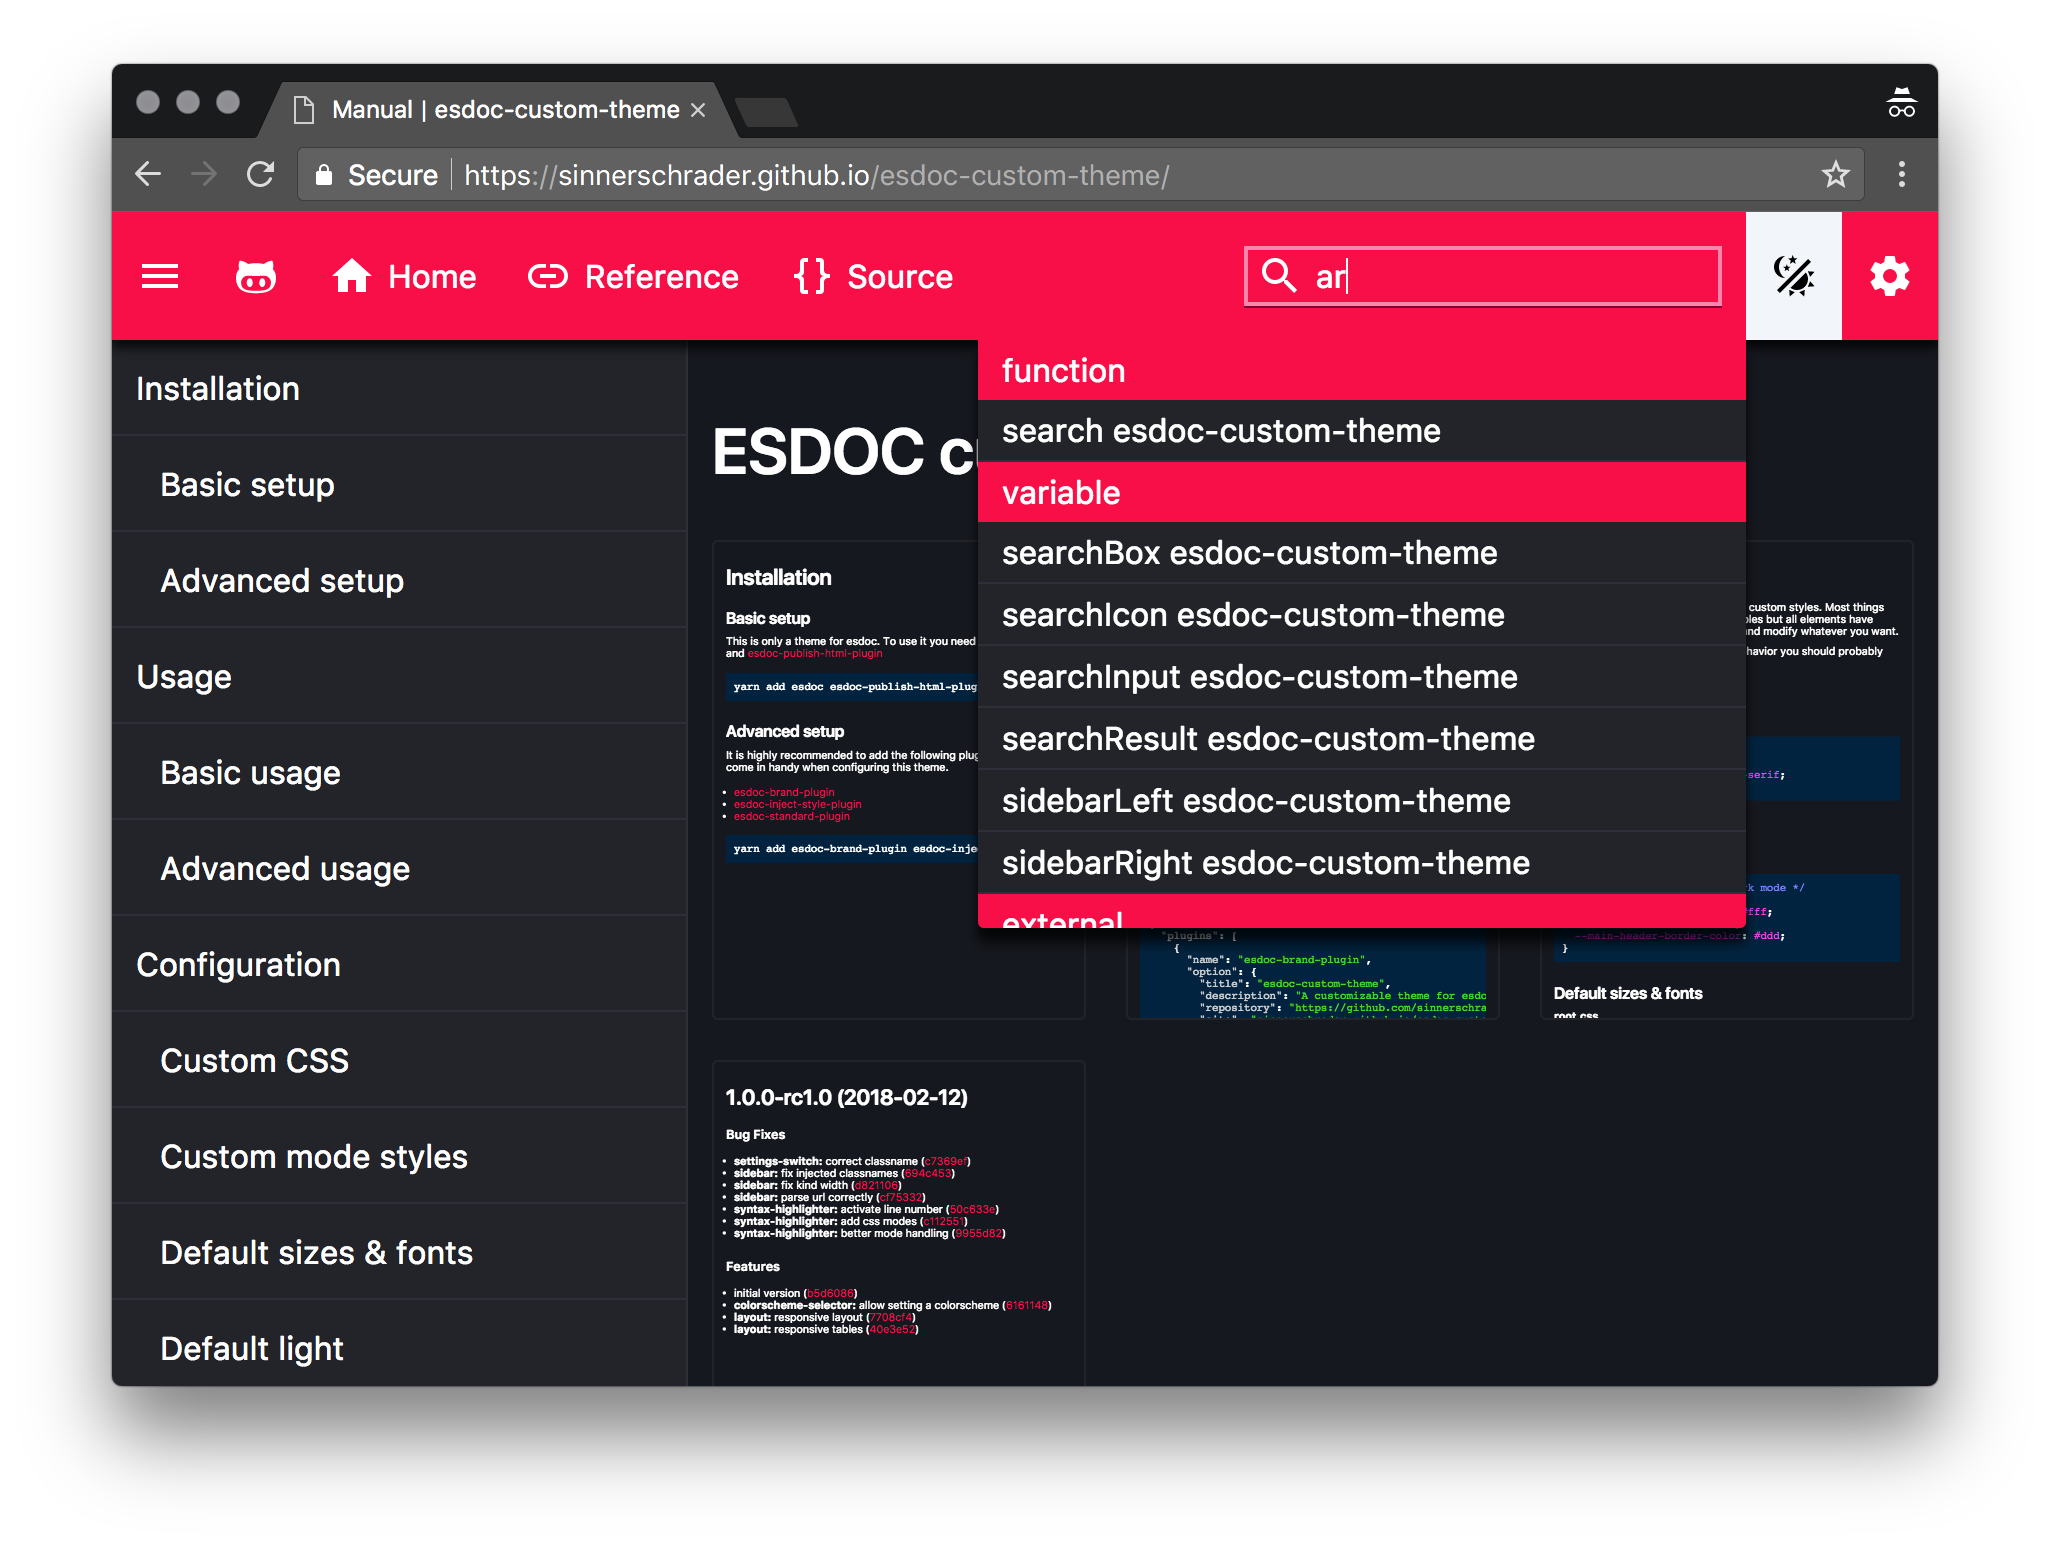 Manual | esdoc-custom-theme
Secure https://sinnerschrader.github.io/esdoc-custom-theme/
Home Reference {} Source ar
Installation
Basic setup
Advanced setup
Usage
Basic usage
Advanced usage
Configuration
Custom CSS
Custom mode styles
Default sizes & fonts
Default light
function
search esdoc-custom-theme
variable
searchBox esdoc-custom-theme
searchIcon esdoc-custom-theme
searchInput esdoc-custom-theme
searchResult esdoc-custom-theme
sidebarLeft esdoc-custom-theme
sidebarRight esdoc-custom-theme
external
ESDOC c
Installation
Basic setup
This is only a theme for esdoc. To use it you need
and esdoc-publish-html-plugin
yarn add esdoc esdoc-publish-html-plug
Advanced setup
It is highly recommended to add the following plug
come in handy when configuring this theme.
esdoc-brand-plugin
esdoc-inject-style-plugin
esdoc-standard-plugin
yarn add esdoc-brand-plugin esdoc-inje
"plugins": [
{
"name": "esdoc-brand-plugin",
"option": {
"title": "esdoc-custom-theme",
"description": "A customizable theme for esdo
"repository": "https://github.com/sinnerschra
custom styles. Most things
les but all elements have
nd modify whatever you want.
havior you should probably
-serif;
k mode */
fff;
--main-header-border-color: #ddd;
}
Default sizes & fonts
root.css
1.0.0-rc1.0 (2018-02-12)
Bug Fixes
settings-switch: correct classname (c7369ef)
sidebar: fix injected classnames (694c453)
sidebar: fix kind width (d821106)
sidebar: parse url correctly (cf75332)
syntax-highlighter: activate line number (50c633e)
syntax-highlighter: add css modes (c112551)
syntax-highlighter: better mode handling (9955d82)
Features
initial version (b5d6086)
colorscheme-selector: allow setting a colorscheme (6161148)
layout: responsive layout (7708cf4)
layout: responsive tables (40e3e52)